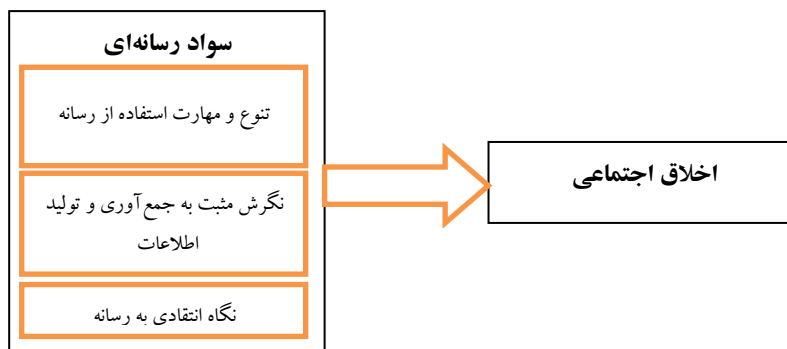 سواد رسانه‌ای
تنوع و مهارت استفاده از رسانه
نگرش مثبت به جمع‌آوری و تولید
اطلاعات
نگاه انتقادی به رسانه
اخلاق اجتماعی